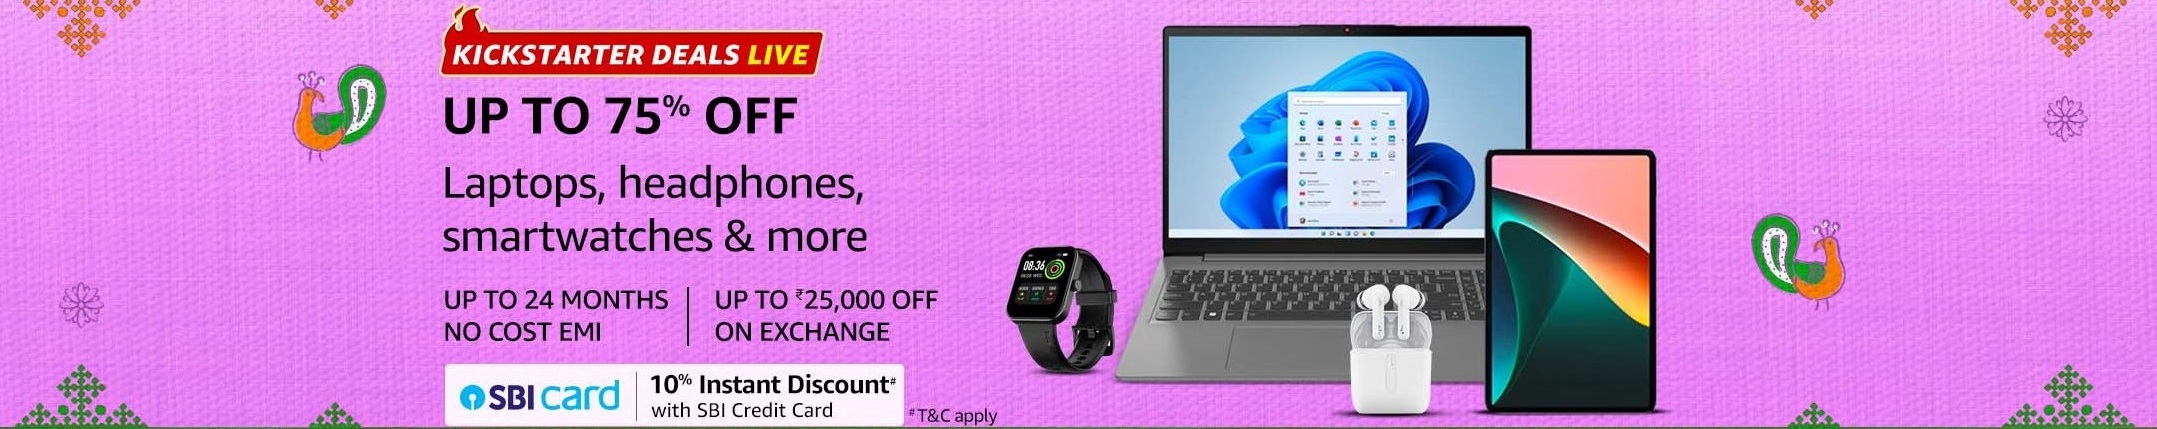 KICKSTARTER DEALS LIVE
UP TO 75% OFF
Laptops, headphones,
smartwatches & more
UP TO 24 MONTHS
NO COST EMI
UP TO ₹25,000 OFF
ON EXCHANGE
SBI card
10% Instant Discount#
with SBI Credit Card
#T&C apply
08:36